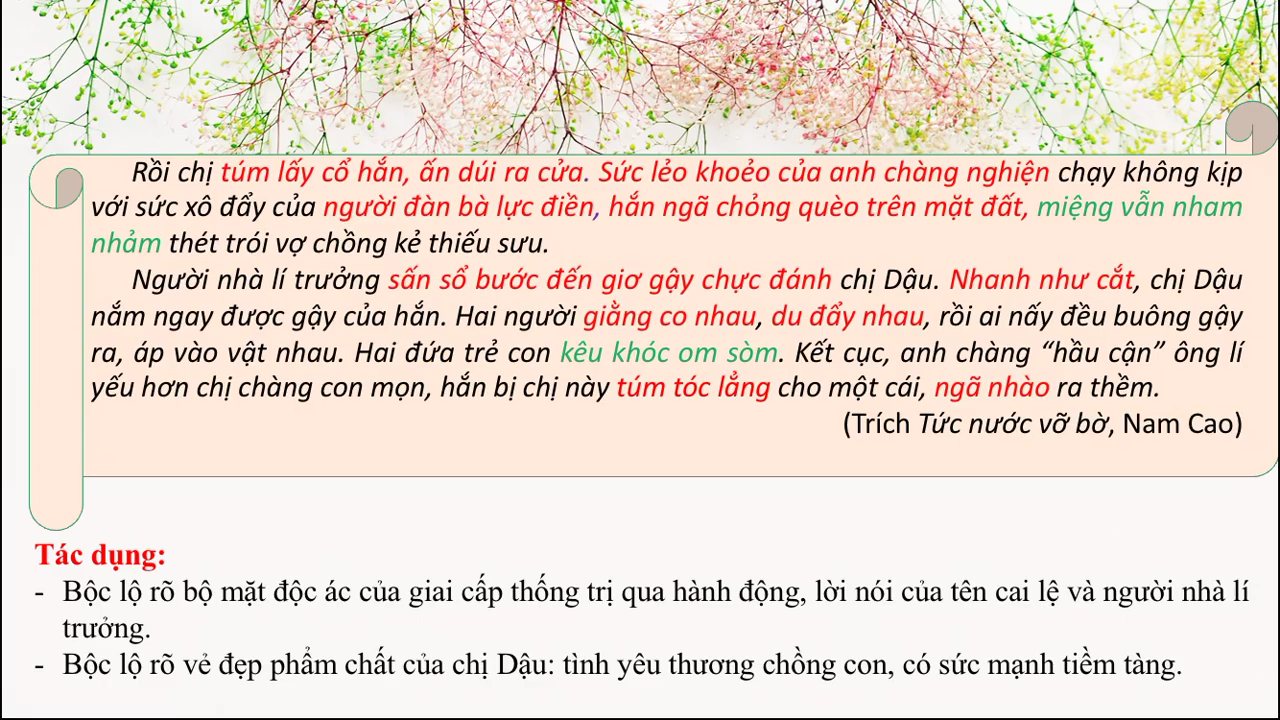 Rồi chị túm lấy cổ hắn, ấn dúi ra cửa. Sức lẻo khoẻo của anh chàng nghiện chạy không kịp
với sức xô đẩy của người đàn bà lực điền, hắn ngã chỏng quèo trên mặt đất, miệng vẫn nham
nhảm thét trói vợ chồng kẻ thiếu sưu.
Người nhà lí trưởng sấn sổ bước đến giơ gậy chực đánh chị Dậu. Nhanh như cắt, chị Dậu
nắm ngay được gậy của hắn. Hai người giằng co nhau, du đẩy nhau, rồi ai nấy đều buông gậy
ra, áp vào vật nhau. Hai đứa trẻ con kêu khóc om sòm. Kết cục, anh chàng “hầu cận” ông lí
yếu hơn chị chàng con mọn, hắn bị chị này túm tóc lẳng cho một cái, ngã nhào ra thềm.
(Trích Tức nước vỡ bờ, Nam Cao)
Tác dụng:
- Bộc lộ rõ bộ mặt độc ác của giai cấp thống trị qua hành động, lời nói của tên cai lệ và người nhà lí
trưởng.
- Bộc lộ rõ vẻ đẹp phẩm chất của chị Dậu: tình yêu thương chồng con, có sức mạnh tiềm tàng.